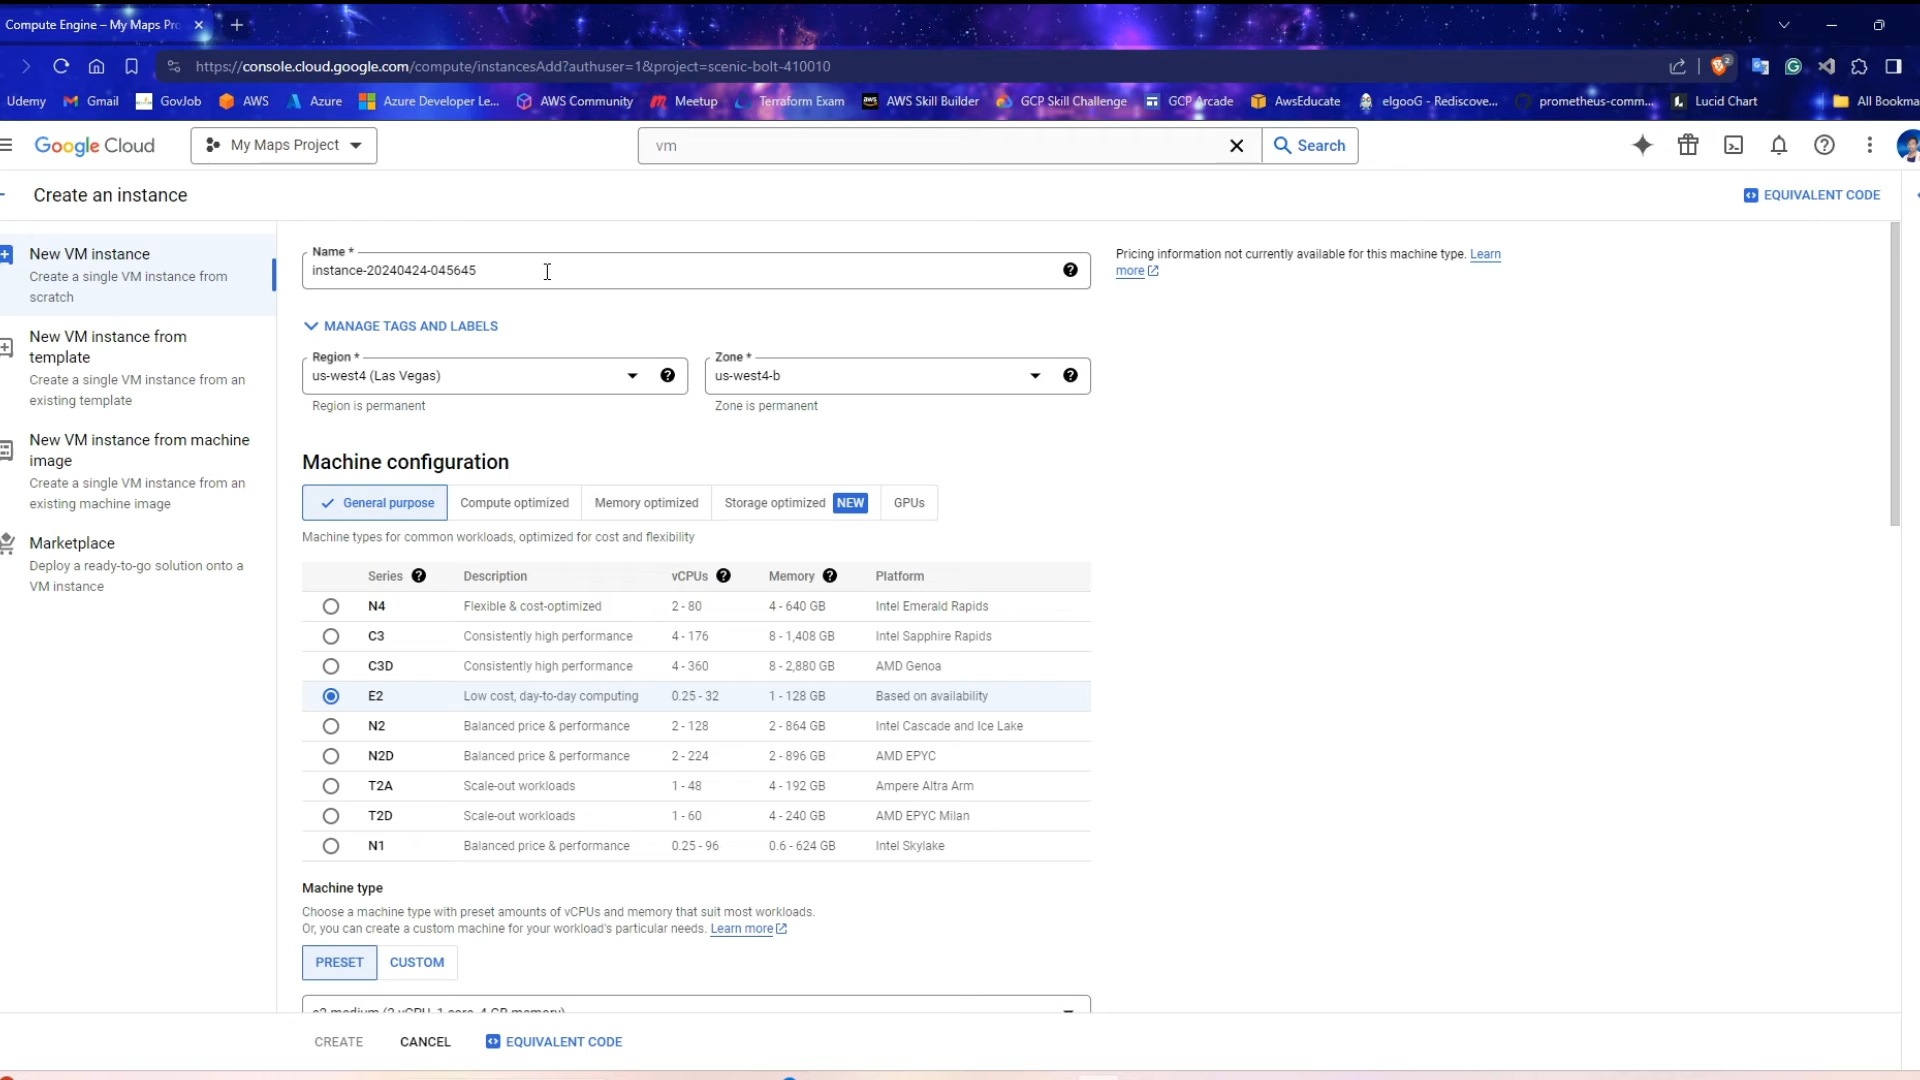 Compute Engine – My Maps Pr
https://console.cloud.google.com/compute/instancesAdd?authuser=1&project=scenic-bolt-410010
2
Udemy Gmail GovJob AWS Azure Azure Developer Le... AWS Community Meetup Terraform Exam AWS Skill Builder GCP Skill Challenge GCP Arcade AwsEducate elgooG - Rediscove... prometheus-comm... Lucid Chart All Bookma
Google Cloud My Maps Project vm Search
Create an instance EQUIVALENT CODE
New VM instance
Create a single VM instance from
scratch
New VM instance from
template
Create a single VM instance from an
existing template
New VM instance from machine
image
Create a single VM instance from an
existing machine image
Marketplace
Deploy a ready-to-go solution onto a
VM instance
Name *
instance-20240424-045645
Pricing information not currently available for this machine type. Learn
more
MANAGE TAGS AND LABELS
Region * Zone *
us-west4 (Las Vegas) us-west4-b
Region is permanent Zone is permanent
Machine configuration
General purpose Compute optimized Memory optimized Storage optimized NEW GPUs
Machine types for common workloads, optimized for cost and flexibility
Series Description vCPUs Memory Platform
N4 Flexible & cost-optimized 2 - 80 4 - 640 GB Intel Emerald Rapids
C3 Consistently high performance 4 - 176 8 - 1,408 GB Intel Sapphire Rapids
C3D Consistently high performance 4 - 360 8 - 2,880 GB AMD Genoa
E2 Low cost, day-to-day computing 0.25 - 32 1 - 128 GB Based on availability
N2 Balanced price & performance 2 - 128 2 - 864 GB Intel Cascade and Ice Lake
N2D Balanced price & performance 2 - 224 2 - 896 GB AMD EPYC
T2A Scale-out workloads 1 - 48 4 - 192 GB Ampere Altra Arm
T2D Scale-out workloads 1 - 60 4 - 240 GB AMD EPYC Milan
N1 Balanced price & performance 0.25 - 96 0.6 - 624 GB Intel Skylake
Machine type
Choose a machine type with preset amounts of vCPUs and memory that suit most workloads.
Or, you can create a custom machine for your workload's particular needs. Learn more
PRESET CUSTOM
e2-medium (2 vCPU, 1 core, 4 GB memory)
CREATE CANCEL EQUIVALENT CODE